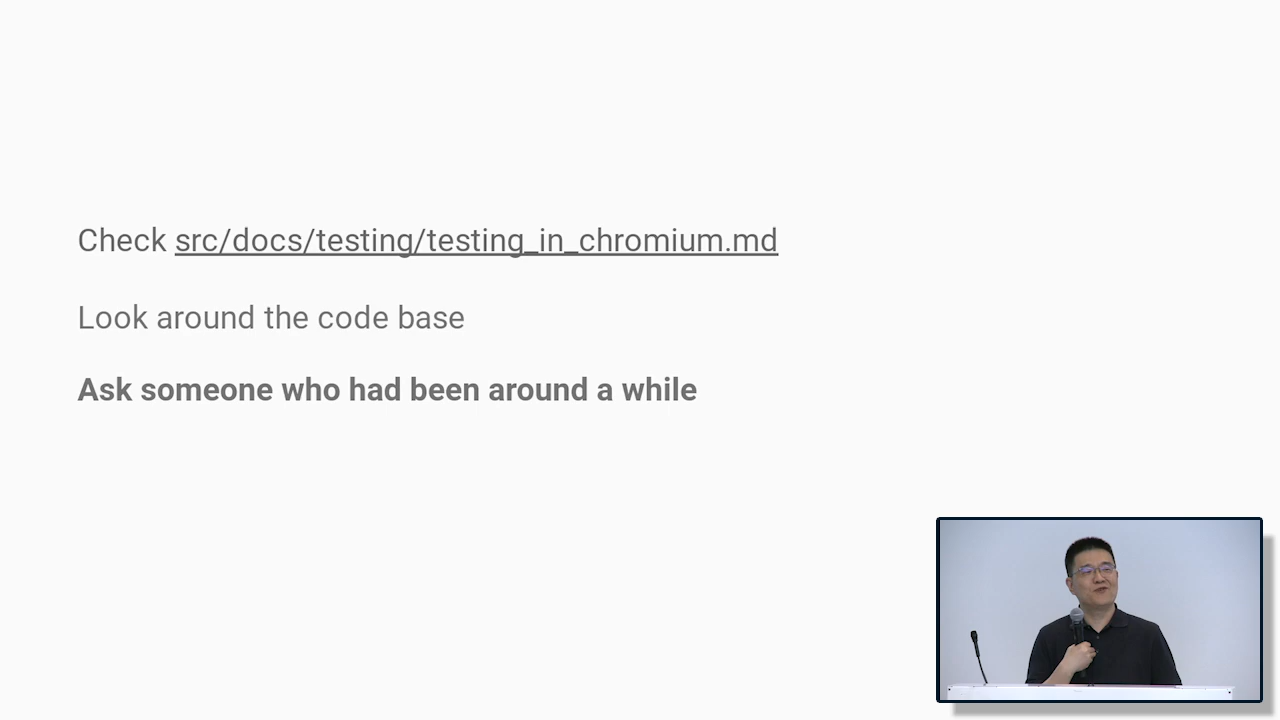 Check src/docs/testing/testing_in_chromium.md
Look around the code base
Ask someone who had been around a while